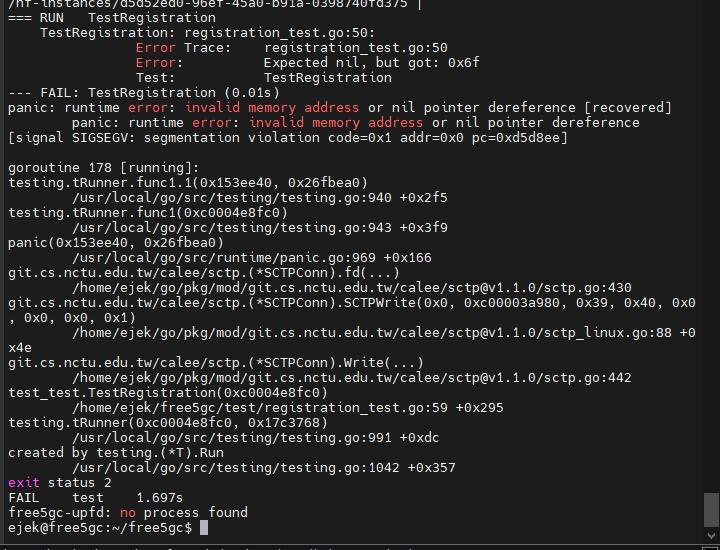 /nf-instances/d5d52ed0-96ef-45a0-b91a-0398740fd375 |
=== RUN   TestRegistration
    TestRegistration: registration_test.go:50:
                Error Trace:    registration_test.go:50
                Error:          Expected nil, but got: 0x6f
                Test:           TestRegistration
--- FAIL: TestRegistration (0.01s)
panic: runtime error: invalid memory address or nil pointer dereference [recovered]
        panic: runtime error: invalid memory address or nil pointer dereference
[signal SIGSEGV: segmentation violation code=0x1 addr=0x0 pc=0xd5d8ee]

goroutine 178 [running]:
testing.tRunner.func1.1(0x153ee40, 0x26fbea0)
        /usr/local/go/src/testing/testing.go:940 +0x2f5
testing.tRunner.func1(0xc0004e8fc0)
        /usr/local/go/src/testing/testing.go:943 +0x3f9
panic(0x153ee40, 0x26fbea0)
        /usr/local/go/src/runtime/panic.go:969 +0x166
git.cs.nctu.edu.tw/calee/sctp.(*SCTPConn).fd(...)
        /home/ejek/go/pkg/mod/git.cs.nctu.edu.tw/calee/sctp@v1.1.0/sctp.go:430
git.cs.nctu.edu.tw/calee/sctp.(*SCTPConn).SCTPWrite(0x0, 0xc00003a980, 0x39, 0x40, 0x0
, 0x0, 0x0, 0x1)
        /home/ejek/go/pkg/mod/git.cs.nctu.edu.tw/calee/sctp@v1.1.0/sctp_linux.go:88 +0
x4e
git.cs.nctu.edu.tw/calee/sctp.(*SCTPConn).Write(...)
        /home/ejek/go/pkg/mod/git.cs.nctu.edu.tw/calee/sctp@v1.1.0/sctp.go:442
test_test.TestRegistration(0xc0004e8fc0)
        /home/ejek/free5gc/test/registration_test.go:59 +0x295
testing.tRunner(0xc0004e8fc0, 0x17c3768)
        /usr/local/go/src/testing/testing.go:991 +0xdc
created by testing.(*T).Run
        /usr/local/go/src/testing/testing.go:1042 +0x357
exit status 2
FAIL    test    1.697s
free5gc-upfd: no process found
ejek@free5gc:~/free5gc$